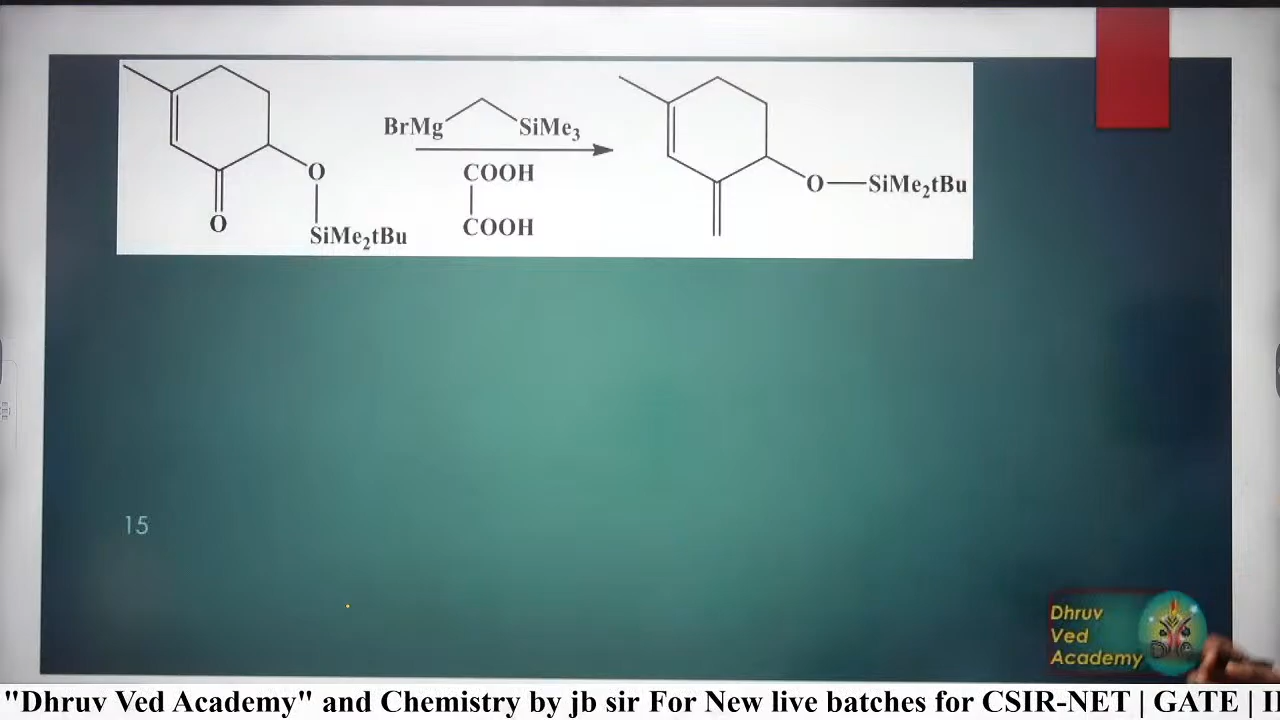 BrMg SiMe3
COOH
COOH
O
O
SiMe2tBu
O—SiMe2tBu
15
Dhruv
Ved
Academy
"Dhruv Ved Academy" and Chemistry by jb sir For New live batches for CSIR-NET | GATE |